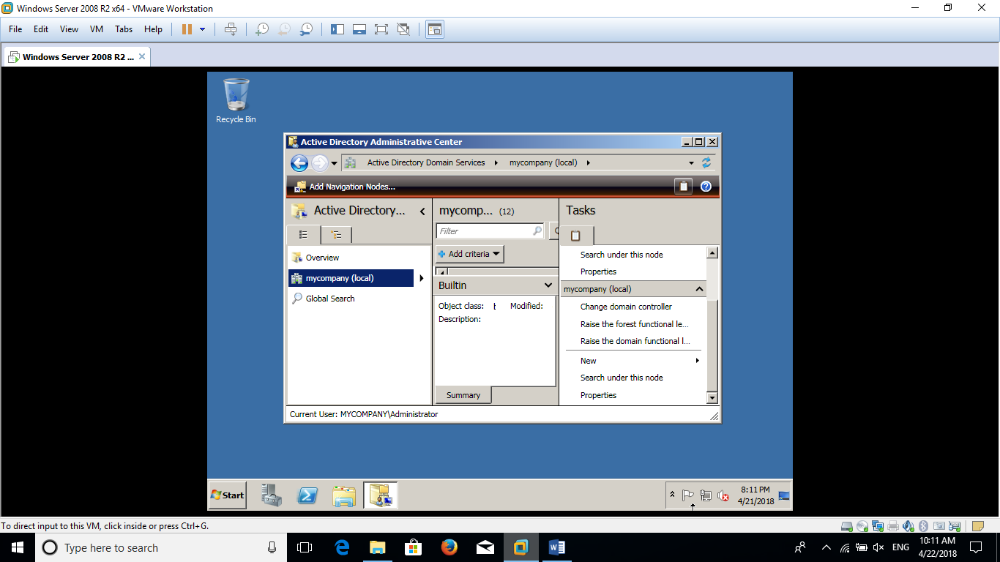 Windows Server 2008 R2 x64 - VMware Workstation
File Edit View VM Tabs Help
Windows Server 2008 R2 ...
Recycle Bin
Active Directory Administrative Center
Active Directory Domain Services mycompany (local)
Add Navigation Nodes...
Active Directory...
Overview
mycompany (local)
Global Search
mycomp... (12)
Filter
Add criteria
Builtin
Object class: Modified:
Description:
Summary
Tasks
Search under this node
Properties
mycompany (local)
Change domain controller
Raise the forest functional le...
Raise the domain functional l...
New
Search under this node
Properties
Current User: MYCOMPANY\Administrator
Start
8:11 PM
4/21/2018
To direct input to this VM, click inside or press Ctrl+G.
Type here to search
ENG
10:11 AM
4/22/2018